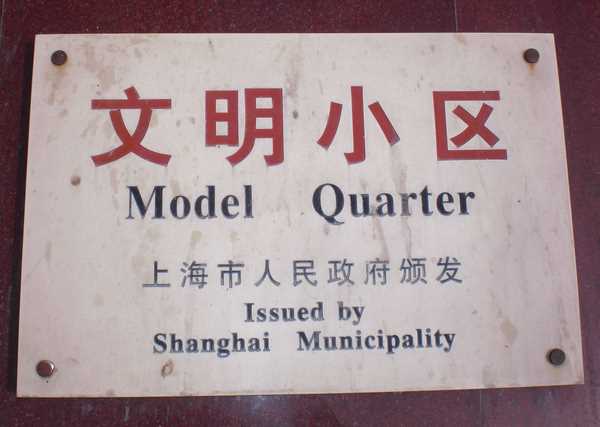 文明小区
Model Quarter
上海市人民政府颁发
Issued by
Shanghai Municipality